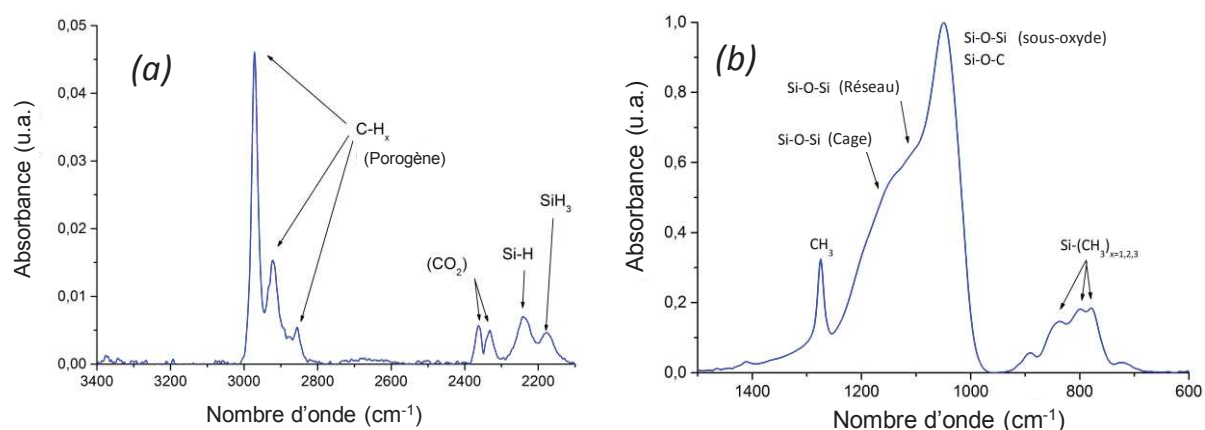 (a)
0,05
0,04
0,03
0,02
0,01
0,00
Absorbance (u.a.)
C-Hₓ
(Porogène)
(CO₂)
Si-H
SiH₃
3400 3200 3000 2800 2600 2400 2200
Nombre d'onde (cm⁻¹)
(b)
1,0
0,8
0,6
0,4
0,2
0,0
Absorbance (u.a.)
Si-O-Si (sous-oxyde)
Si-O-C
Si-O-Si (Réseau)
Si-O-Si (Cage)
CH₃
Si-(CH₃)ₓ₌₁,₂,₃
1400 1200 1000 800 600
Nombre d'onde (cm⁻¹)